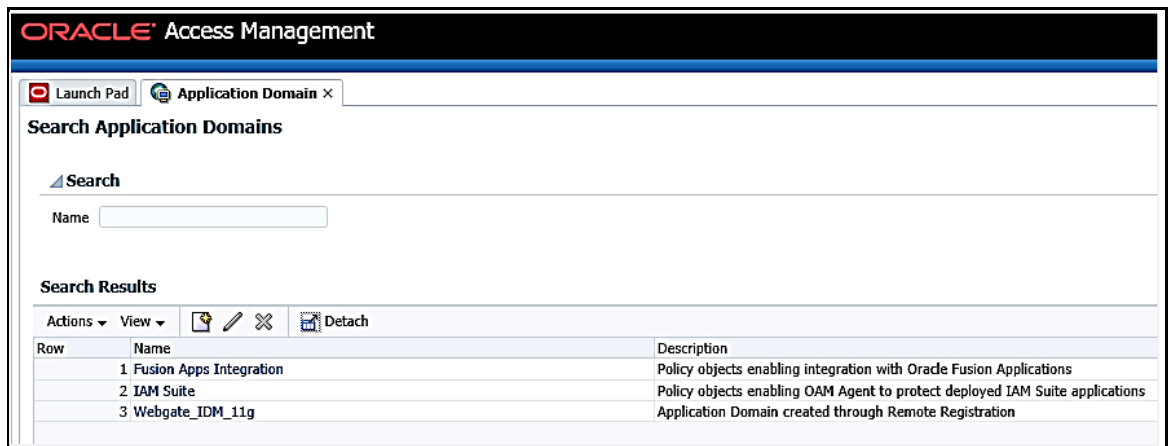 ORACLE Access Management
Launch Pad Application Domain ×
Search Application Domains
Search
Name
Search Results
Actions View Detach
Row Name Description
1 Fusion Apps Integration Policy objects enabling integration with Oracle Fusion Applications
2 IAM Suite Policy objects enabling OAM Agent to protect deployed IAM Suite applications
3 Webgate_IDM_11g Application Domain created through Remote Registration